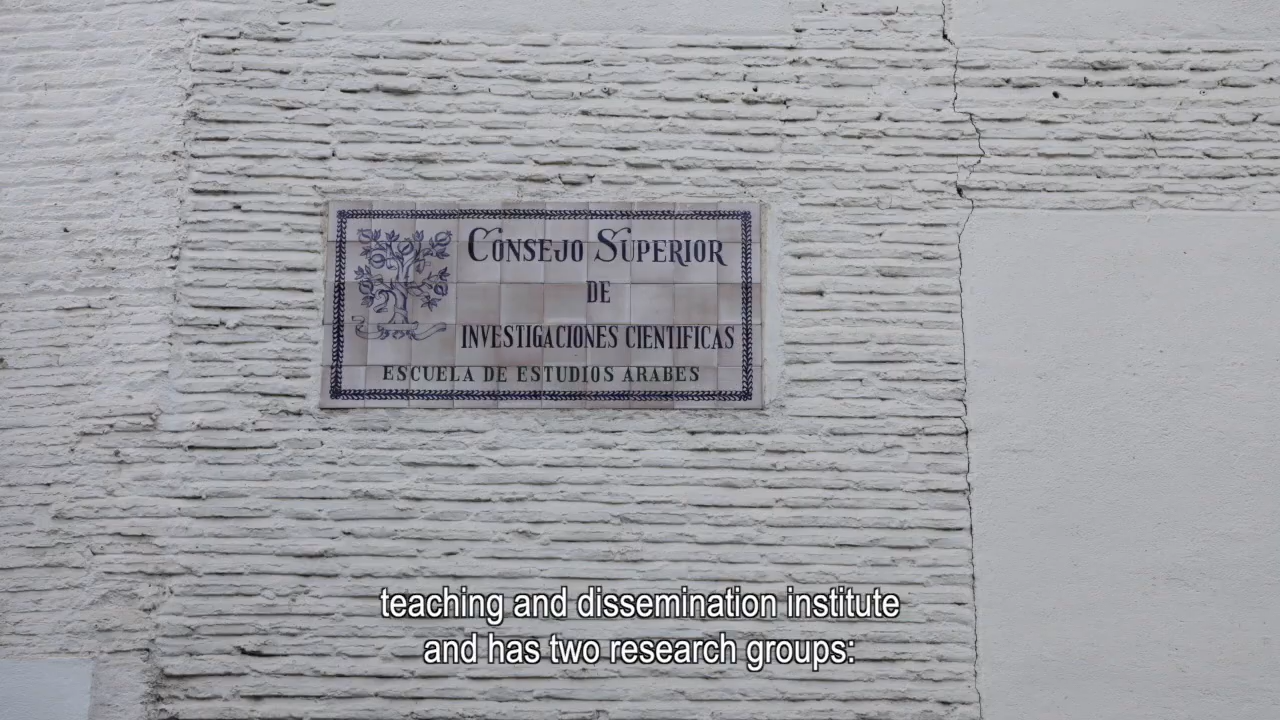 CONSEJO SUPERIOR
DE
INVESTIGACIONES CIENTIFICAS
ESCUELA DE ESTUDIOS ARABES
teaching and dissemination institute
and has two research groups: